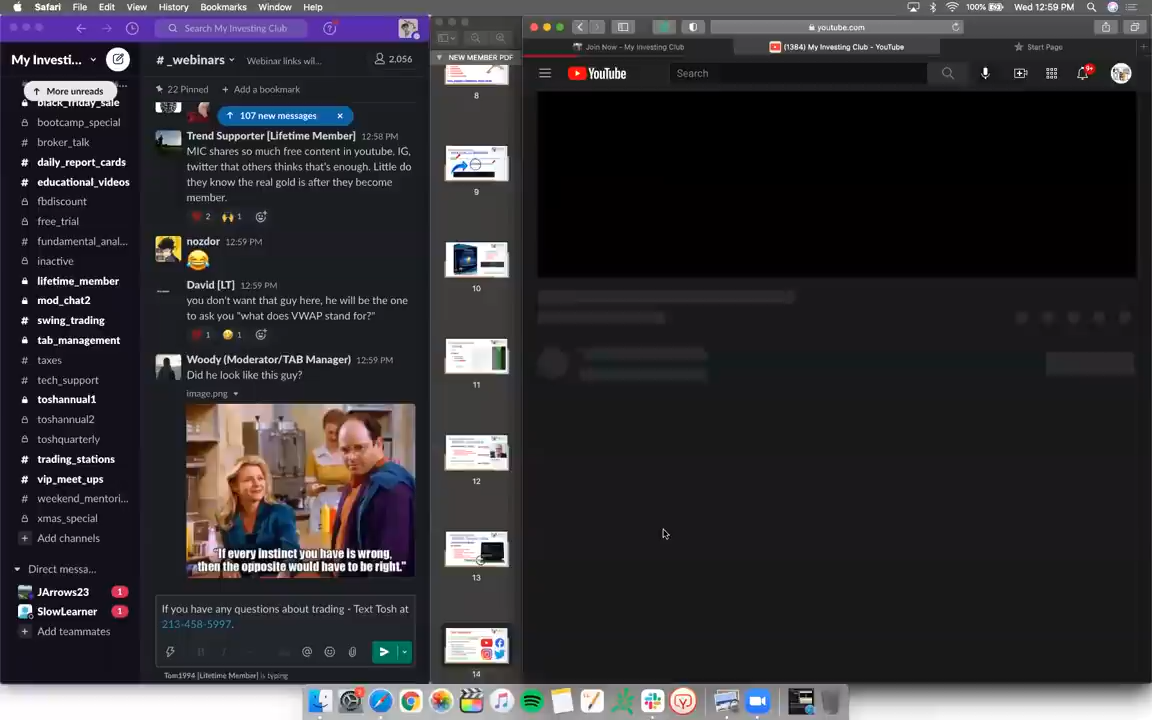 Safari File Edit View History Bookmarks Window Help
100% Wed 12:59 PM
Search My Investing Club
youtube.com
Join Now - My Investing Club
(1384) My Investing Club - YouTube
Start Page
My Investi...
# _webinars
Webinar links wil...
2,056
NEW MEMBER PDF
YouTube
Search
9+
22 Pinned
Add a bookmark
More unreads
107 new messages
black_friday_sale
bootcamp_special
broker_talk
daily_report_cards
educational_videos
fbdiscount
free_trial
fundamental_anal...
inactive
lifetime_member
mod_chat2
swing_trading
tab_management
taxes
tech_support
toshannual1
toshannual2
toshquarterly
trading_stations
vip_meet_ups
weekend_mentori...
xmas_special
Add channels
Direct messa...
JArrows23 1
SlowLearner 1
Add teammates
Trend Supporter [Lifetime Member] 12:58 PM
MIC shares so much free content in youtube, IG,
twitter that others thinks that's enough. Little do
they know the real gold is after they become
member.
2 1
nozdor 12:59 PM
David [LT] 12:59 PM
you don't want that guy here, he will be the one
to ask you "what does VWAP stand for?"
1 1
Woody (Moderator/TAB Manager) 12:59 PM
Did he look like this guy?
image.png
"If every instinct you have is wrong,
then the opposite would have to be right."
If you have any questions about trading - Text Tosh at
213-458-5997.
Tom1994 [Lifetime Member] is typing
8
9
10
11
12
13
14